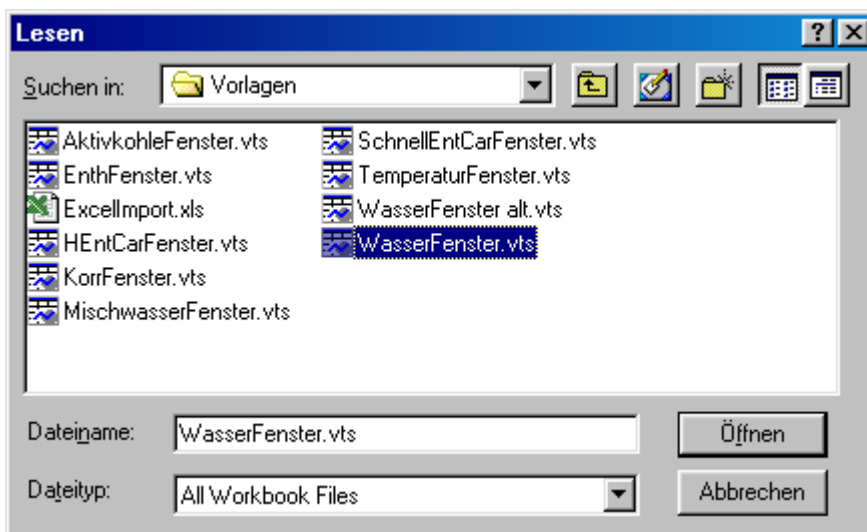 Lesen
Suchen in: Vorlagen
AktivkohleFenster.vts
EnthFenster.vts
ExcelImport.xls
HEntCarFenster.vts
KorrFenster.vts
MischwasserFenster.vts
SchnellEntCarFenster.vts
TemperaturFenster.vts
WasserFenster alt.vts
WasserFenster.vts
Dateiname: WasserFenster.vts Öffnen
Dateityp: All Workbook Files Abbrechen